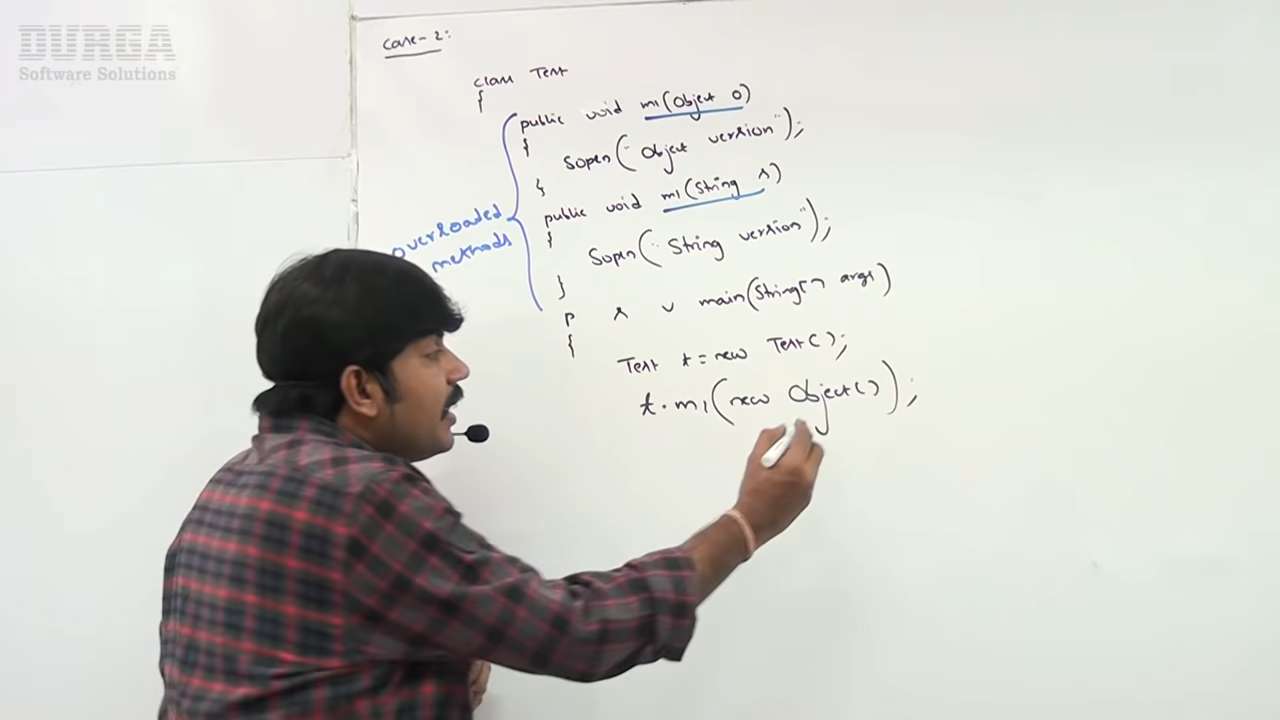 DURGA
Software Solutions
case-2:
class Test
{
public void m1(Object o)
{
Sopln("Object version");
}
public void m1(String s)
{
Sopln("String version");
}
overloaded
methods
p s v main(String[] args)
{
Test t = new Test();
t.m1(new Object());